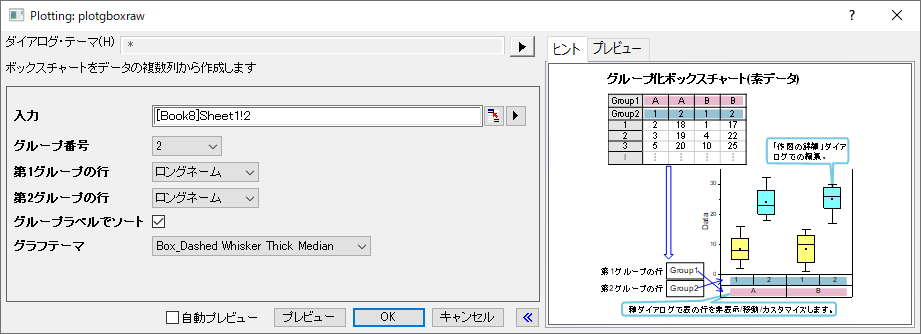 Plotting: plotgboxraw
ダイアログ・テーマ(H) *
ボックスチャートをデータの複数列から作成します
入力 [Book8]Sheet1!2
グループ番号 2
第1グループの行 ロングネーム
第2グループの行 ロングネーム
グループラベルでソート
グラフテーマ Box_Dashed Whisker Thick Median
自動プレビュー プレビュー OK キャンセル
ヒント プレビュー
グループ化ボックスチャート(素データ)
Group1 A A B B
Group2 1 2 1 2
1 2 18 1 17
2 3 19 4 22
3 5 20 10 25
「作図の詳細」ダイア
ログでの編集。
Data
30
20
10
0
1 2 1 2
A B
第1グループの行 Group1
第2グループの行 Group2
軸ダイアログで表の行を非表示/移動/カスタマイズします。